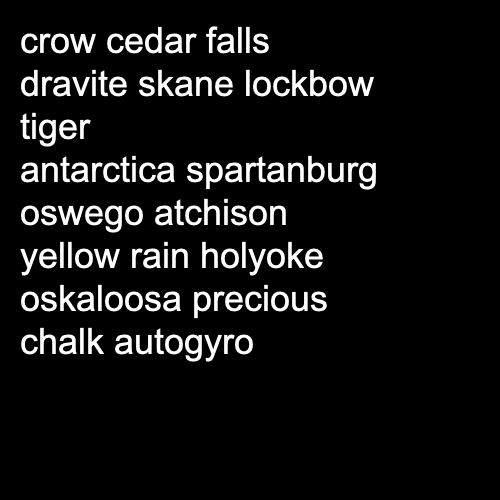 crow cedar falls
dravite skane lockbow
tiger
antarctica spartanburg
oswego atchison
yellow rain holyoke
oskaloosa precious
chalk autogyro